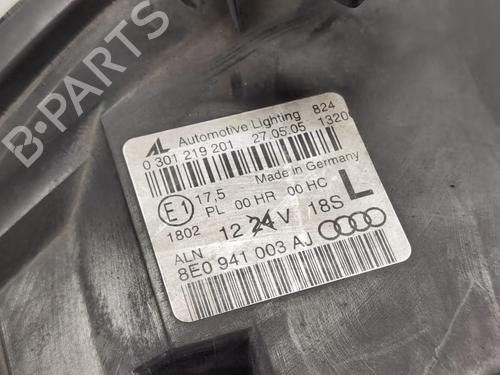 AL Automotive Lighting 824
0 301 219 201 27.05.05 1320
Made in Germany
E1 17,5
1802 PL 00 HR 00 HC L
12 24 V 18S
ALN
8E0 941 003 AJ
B-PARTS